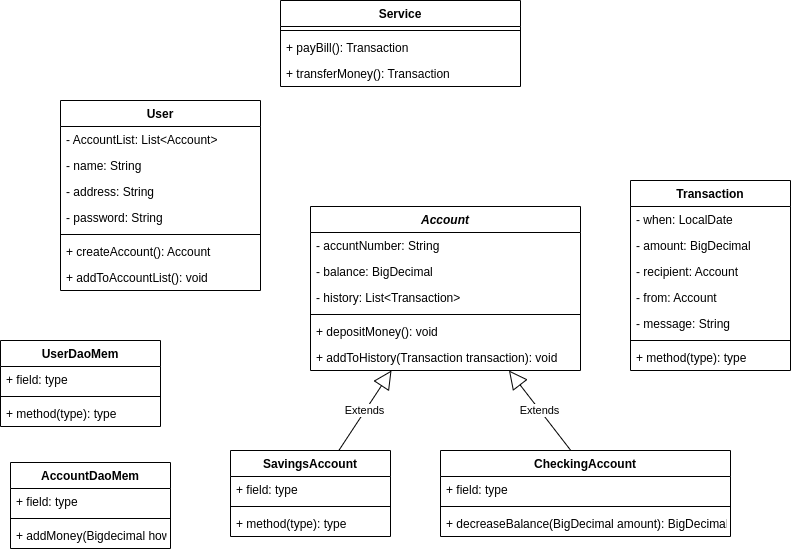 Service
+ payBill(): Transaction
+ transferMoney(): Transaction
User
- AccountList: List<Account>
- name: String
- address: String
- password: String
+ createAccount(): Account
+ addToAccountList(): void
Account
- accuntNumber: String
- balance: BigDecimal
- history: List<Transaction>
+ depositMoney(): void
+ addToHistory(Transaction transaction): void
Transaction
- when: LocalDate
- amount: BigDecimal
- recipient: Account
- from: Account
- message: String
+ method(type): type
UserDaoMem
+ field: type
+ method(type): type
Extends
Extends
AccountDaoMem
+ field: type
+ addMoney(Bigdecimal how
SavingsAccount
+ field: type
+ method(type): type
CheckingAccount
+ field: type
+ decreaseBalance(BigDecimal amount): BigDecimal